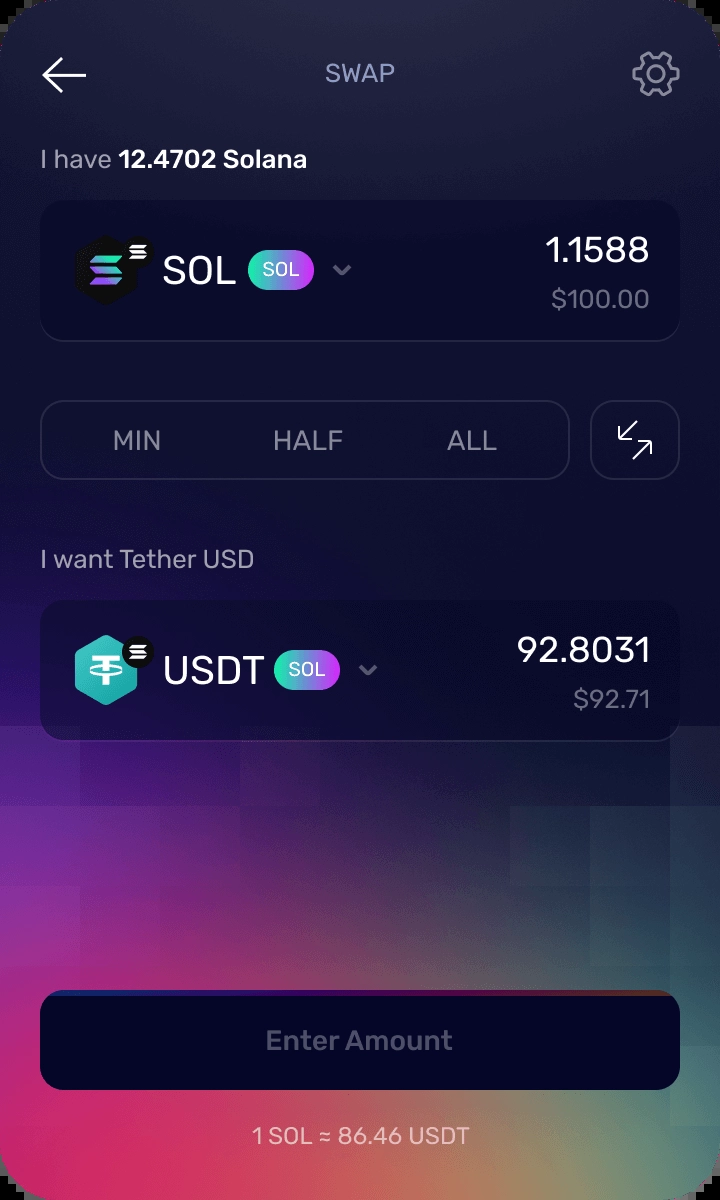 SWAP
I have 12.4702 Solana
SOL SOL 1.1588
$100.00
MIN HALF ALL
I want Tether USD
USDT SOL 92.8031
$92.71
Enter Amount
1 SOL ≈ 86.46 USDT